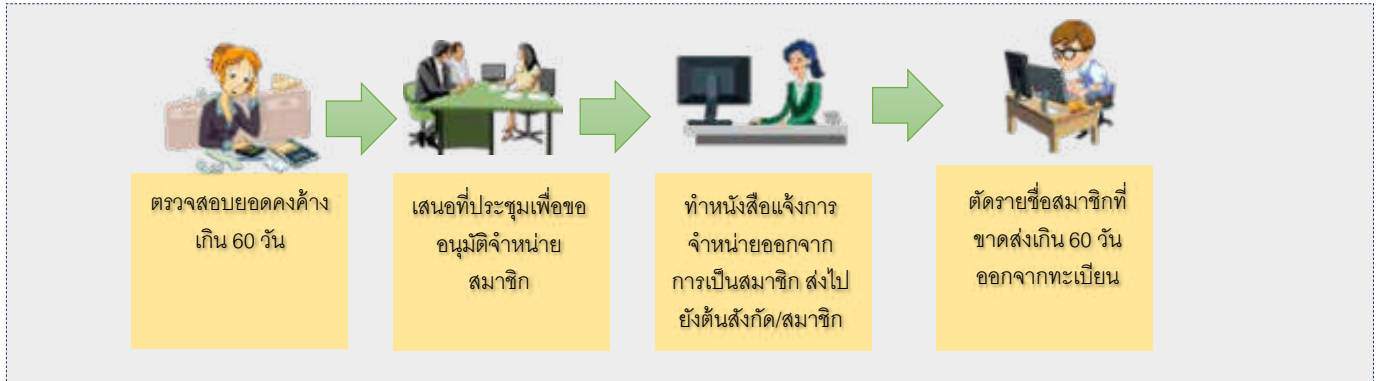 ตรวจสอบยอดคงค้าง
เกิน 60 วัน
เสนอที่ประชุมเพื่อขอ
อนุมัติจำหน่าย
สมาชิก
ทำหนังสือแจ้งการ
จำหน่ายออกจาก
การเป็นสมาชิก ส่งไป
ยังต้นสังกัด/สมาชิก
ตัดรายชื่อสมาชิกที่
ขาดส่งเกิน 60 วัน
ออกจากทะเบียน